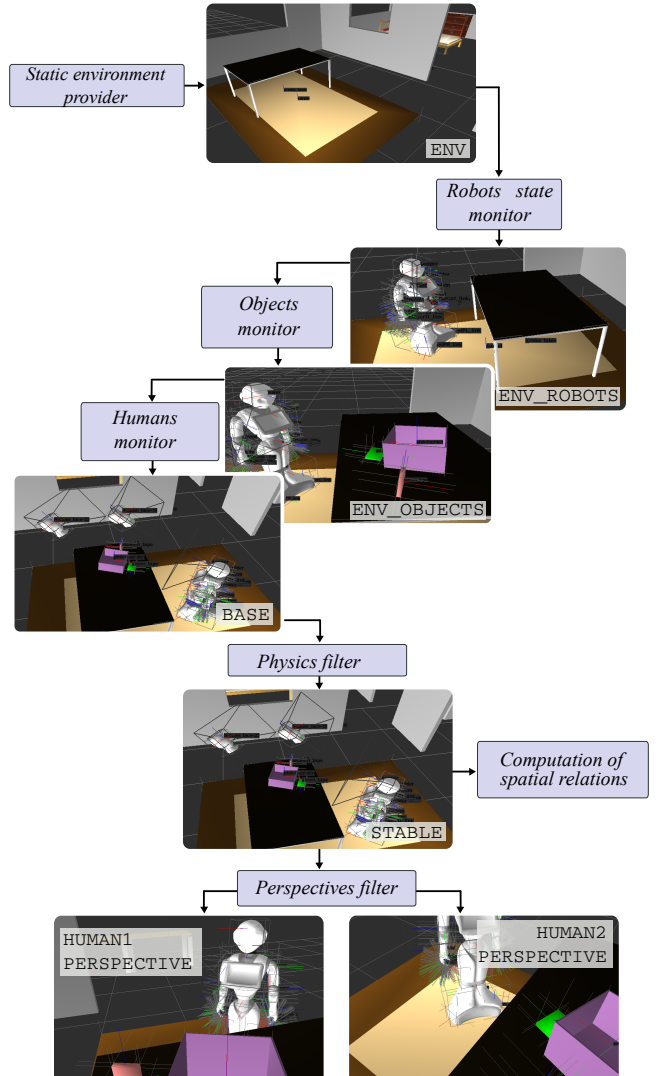 Static environment
provider
ENV
Robots state
monitor
Objects
monitor
ENV_ROBOTS
Humans
monitor
ENV_OBJECTS
BASE
Physics filter
STABLE
Computation of
spatial relations
Perspectives filter
HUMAN1
PERSPECTIVE
HUMAN2
PERSPECTIVE